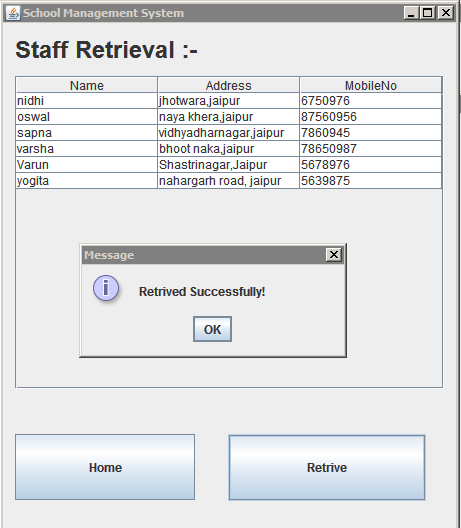 School Management System
Staff Retrieval :-
Name Address MobileNo
nidhi jhotwara,jaipur 6750976
oswal naya khera,jaipur 87560956
sapna vidhyadharnagar,jaipur 7860945
varsha bhoot naka,jaipur 78650987
Varun Shastrinagar,Jaipur 5678976
yogita nahargarh road, jaipur 5639875
Message
Retrived Successfully!
OK
Home Retrive